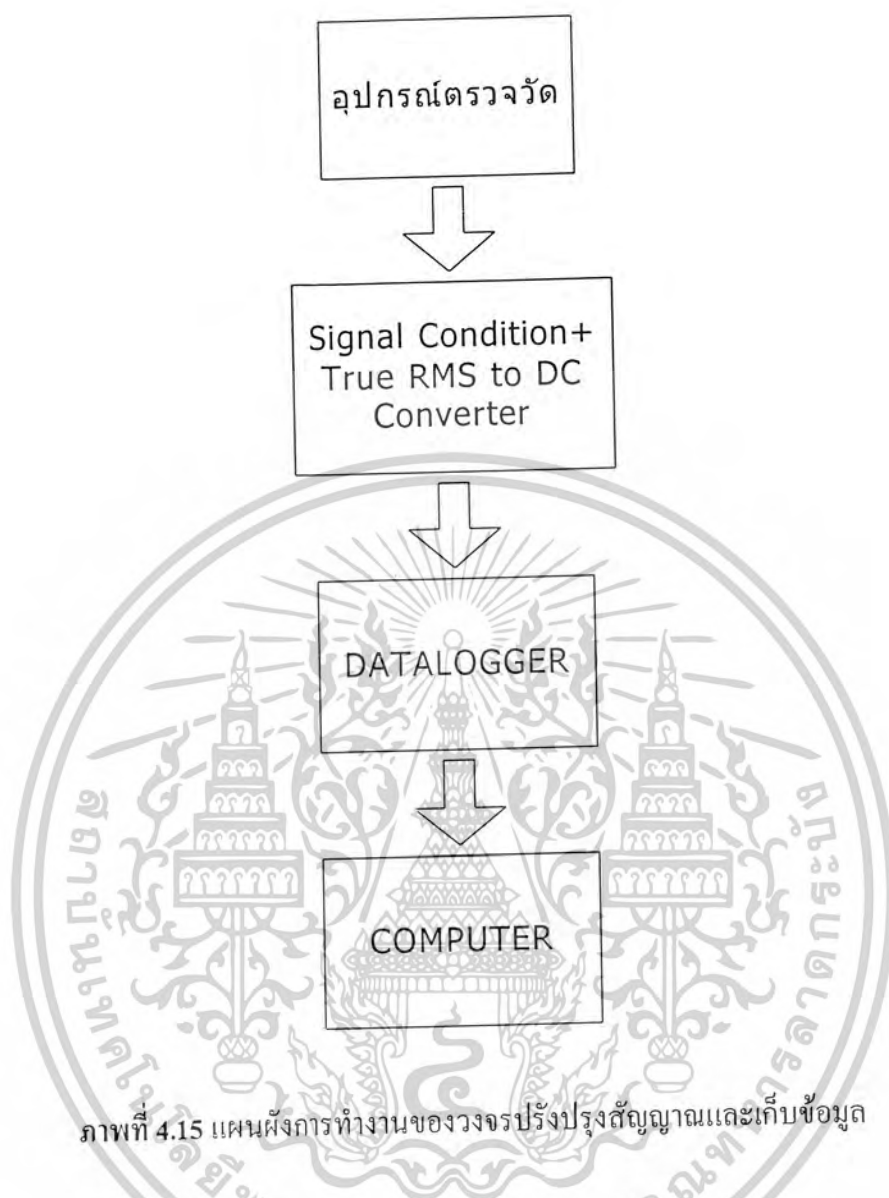 อุปกรณ์ตรวจวัด
Signal Condition+
True RMS to DC
Converter
DATALOGGER
COMPUTER
ภาพที่ 4.15 แผนผังการทำงานของวงจรปรังปรุงสัญญาณและเก็บข้อมูล